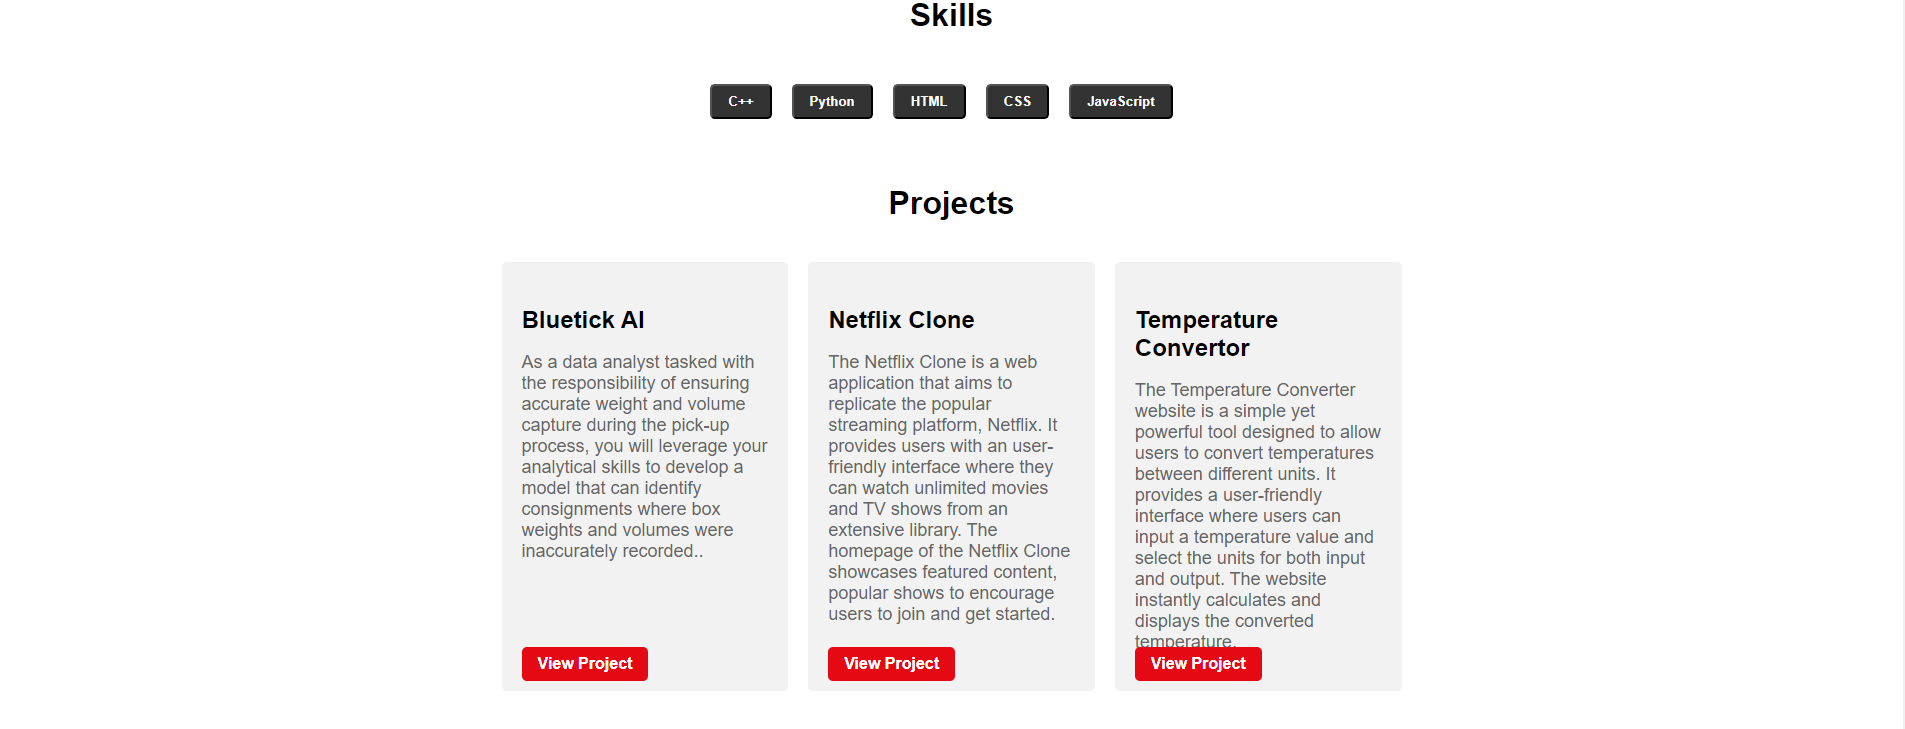 Skills
C++ Python HTML CSS JavaScript
Projects
Bluetick AI
As a data analyst tasked with
the responsibility of ensuring
accurate weight and volume
capture during the pick-up
process, you will leverage your
analytical skills to develop a
model that can identify
consignments where box
weights and volumes were
inaccurately recorded..
View Project
Netflix Clone
The Netflix Clone is a web
application that aims to
replicate the popular
streaming platform, Netflix. It
provides users with an user-
friendly interface where they
can watch unlimited movies
and TV shows from an
extensive library. The
homepage of the Netflix Clone
showcases featured content,
popular shows to encourage
users to join and get started.
View Project
Temperature
Convertor
The Temperature Converter
website is a simple yet
powerful tool designed to allow
users to convert temperatures
between different units. It
provides a user-friendly
interface where users can
input a temperature value and
select the units for both input
and output. The website
instantly calculates and
displays the converted
temperature.
View Project